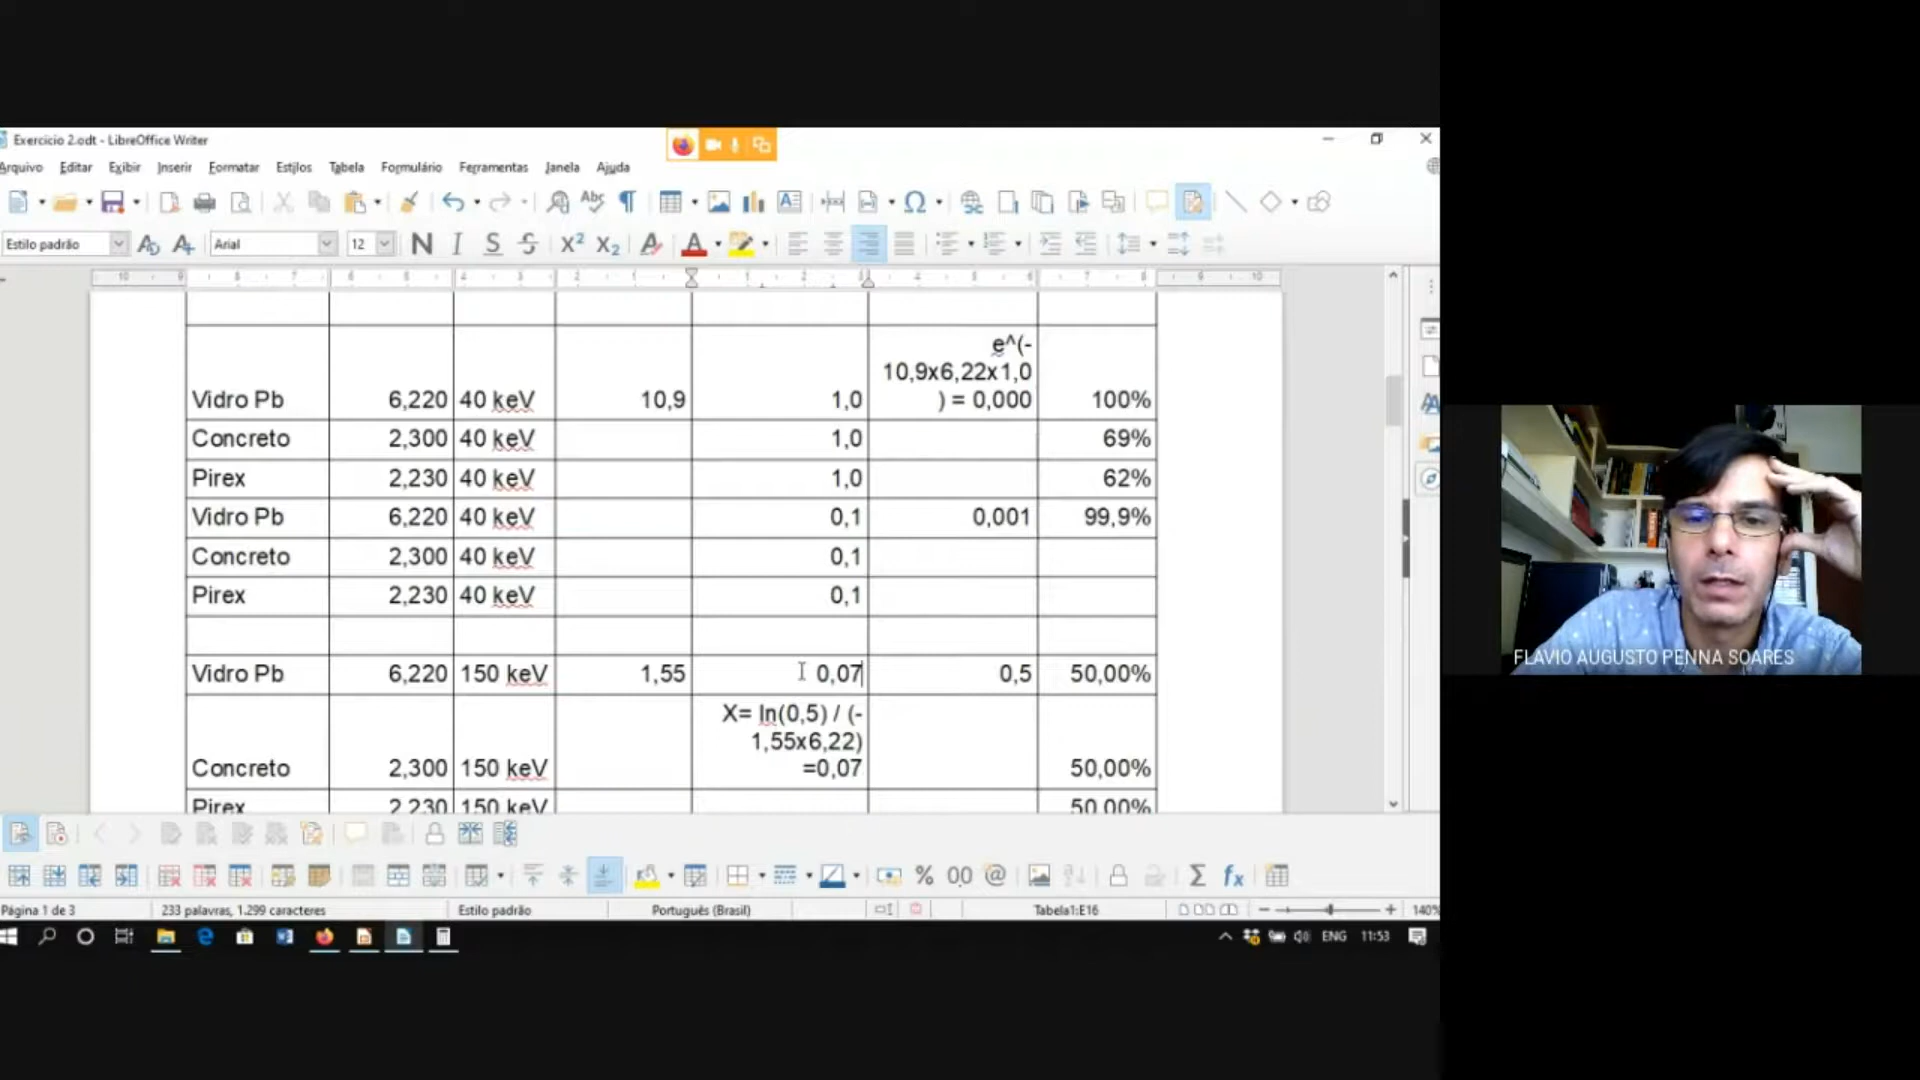 Exercicio 2.odt - LibreOffice Writer
Arquivo Editar Exibir Inserir Formatar Estilos Tabela Formulário Ferramentas Janela Ajuda
Estilo padrão Arial 12 N I S S X² X₂ A
e^(-
10,9x6,22x1,0
Vidro Pb 6,220 40 keV 10,9 1,0 ) = 0,000 100%
Concreto 2,300 40 keV 1,0 69%
Pirex 2,230 40 keV 1,0 62%
Vidro Pb 6,220 40 keV 0,1 0,001 99,9%
Concreto 2,300 40 keV 0,1
Pirex 2,230 40 keV 0,1
Vidro Pb 6,220 150 keV 1,55 0,07 0,5 50,00%
X= ln(0,5) / (-
1,55x6,22)
Concreto 2,300 150 keV =0,07 50,00%
Pirex 2,230 150 keV 50,00%
Página 1 de 3 233 palavras, 1.299 caracteres Estilo padrão Português (Brasil) Tabela1:E16 140%
ENG 11:53
FLAVIO AUGUSTO PENNA SOARES